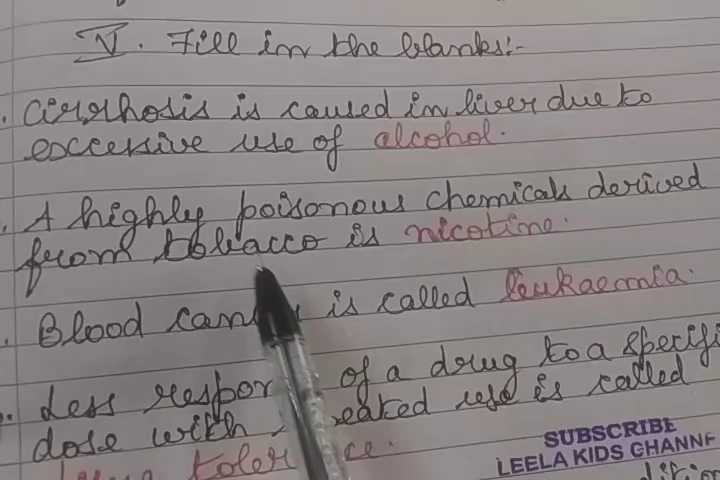 V. Fill in the blanks:-
. Cirrhosis is caused in liver due to
excessive use of alcohol.
. A highly poisonous chemicals derived
from tobacco is nicotine.
. Blood is called leukaemia.
. Less of a drug to a
dose with use is called
SUBSCRIBE
LEELA KIDS CHANNE